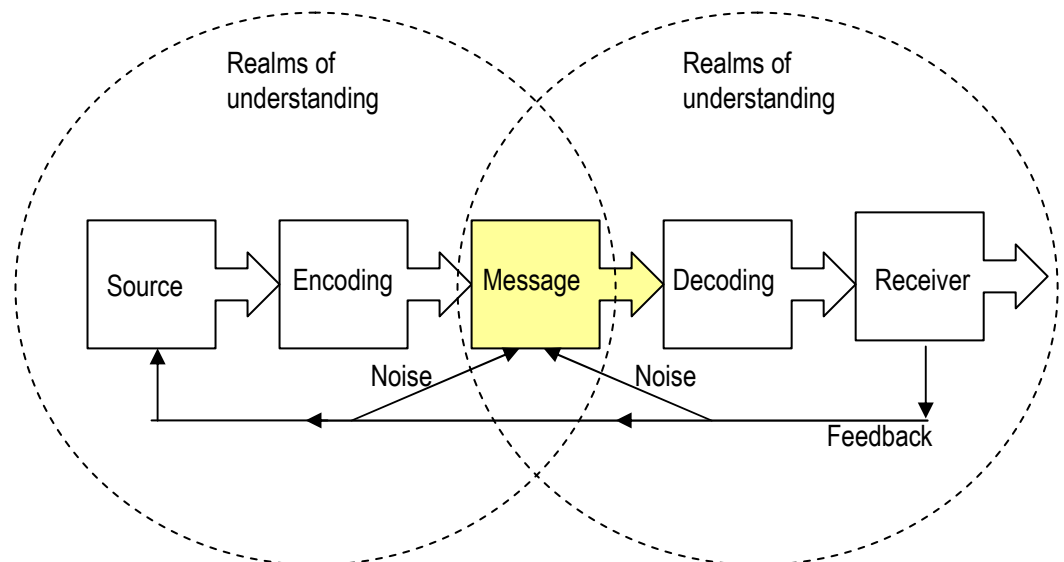 Realms of
understanding
Realms of
understanding
Source
Encoding
Message
Decoding
Receiver
Noise
Noise
Feedback